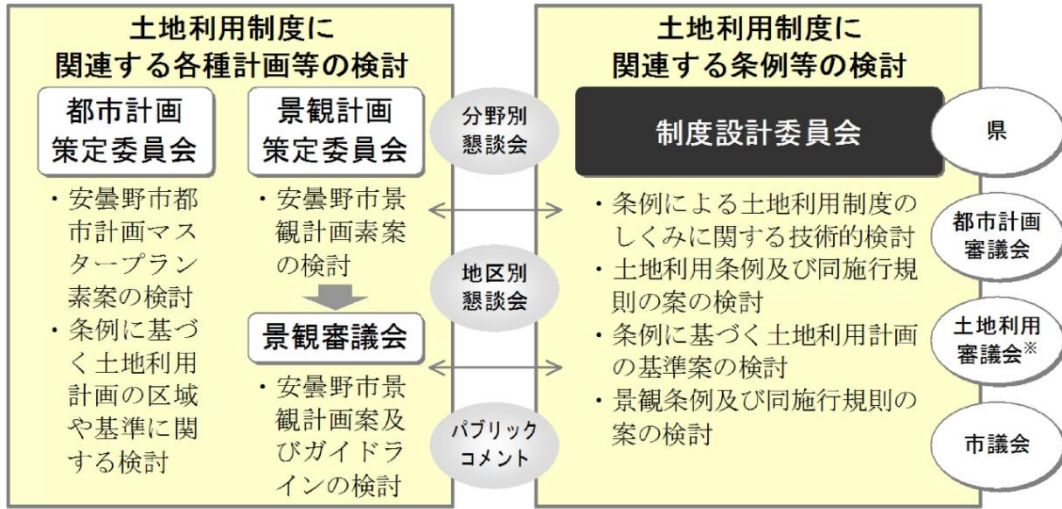 土地利用制度に
関連する各種計画等の検討
都市計画
策定委員会
・安曇野市都
市計画マス
タープラン
素案の検討
・条例に基づ
く土地利用
計画の区域
や基準に関
する検討
景観計画
策定委員会
・安曇野市景
観計画素案
の検討
景観審議会
・安曇野市景
観計画案及
びガイドラ
インの検討
分野別
懇談会
地区別
懇談会
パブリック
コメント
土地利用制度に
関連する条例等の検討
制度設計委員会
・条例による土地利用制度の
しくみに関する技術的検討
・土地利用条例及び同施行規
則の案の検討
・条例に基づく土地利用計画
の基準案の検討
・景観条例及び同施行規則の
案の検討
県
都市計画
審議会
土地利用
審議会※
市議会